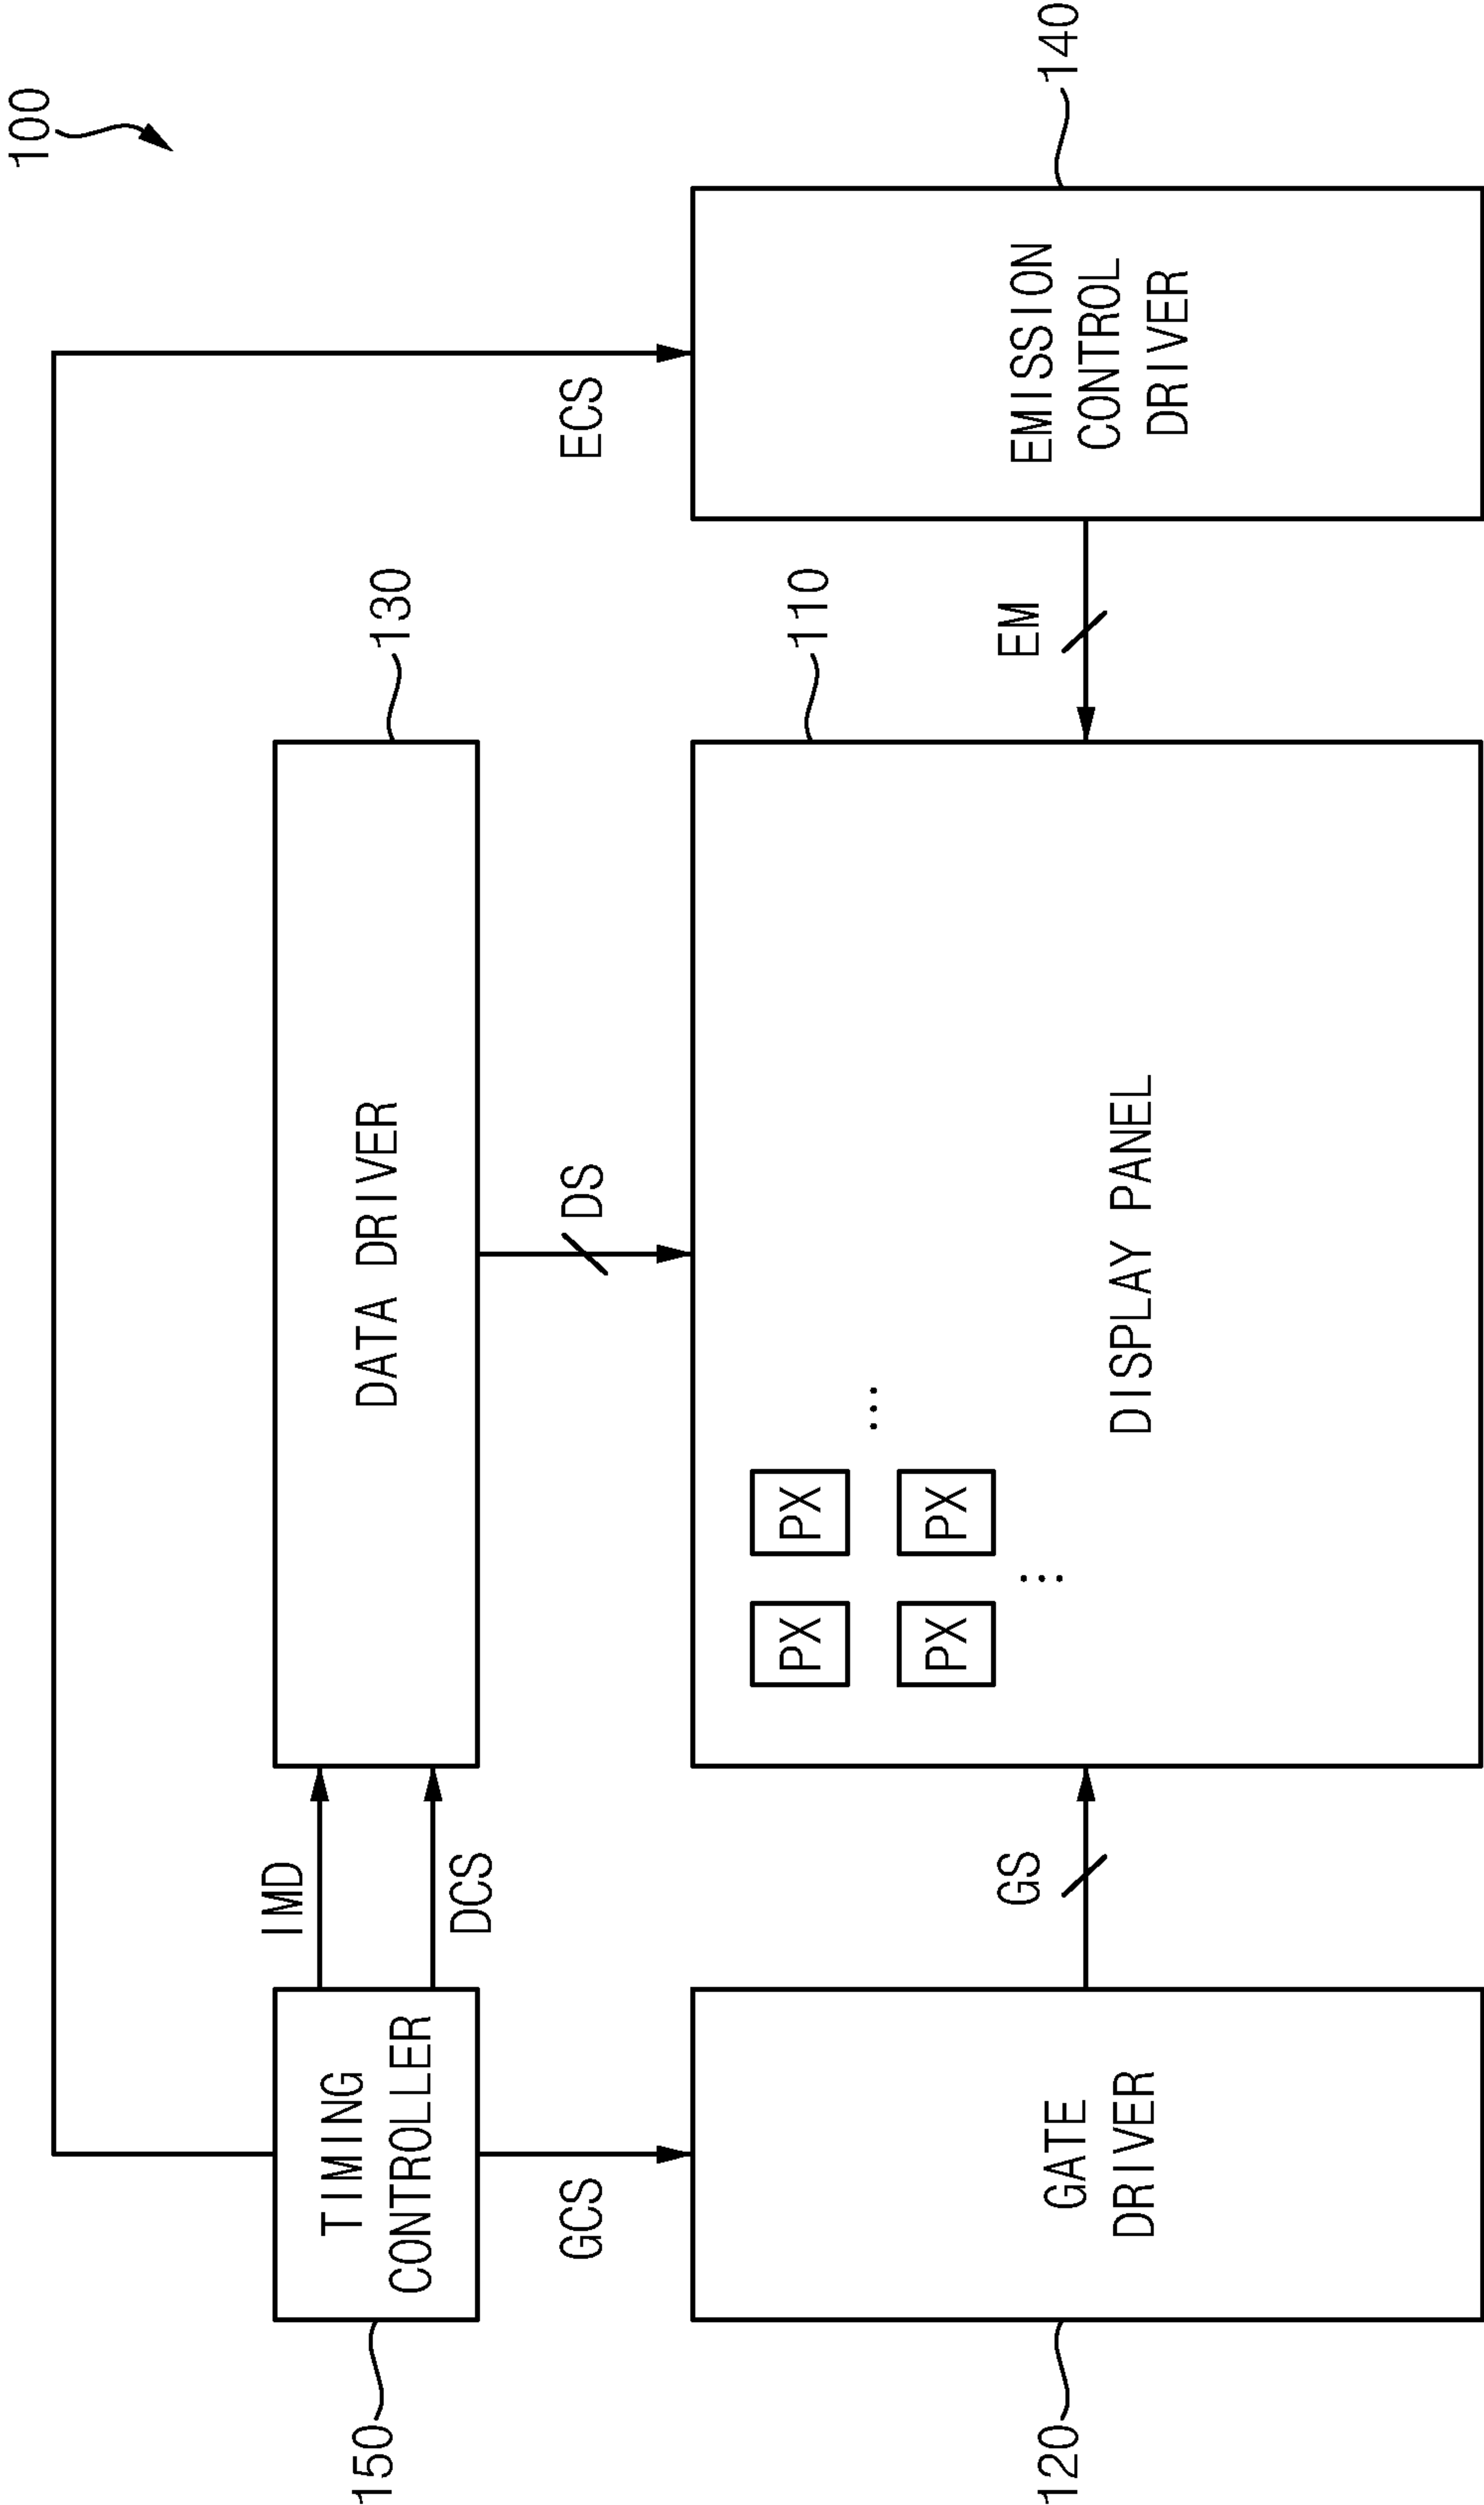 100
150
TIMING
CONTROLLER
IMD
DCS
DATA DRIVER
130
GCS
DS
ECS
110
PX
PX
...
PX
PX
...
DISPLAY PANEL
120
GATE
DRIVER
GS
EM
EMISSION
CONTROL
DRIVER
140